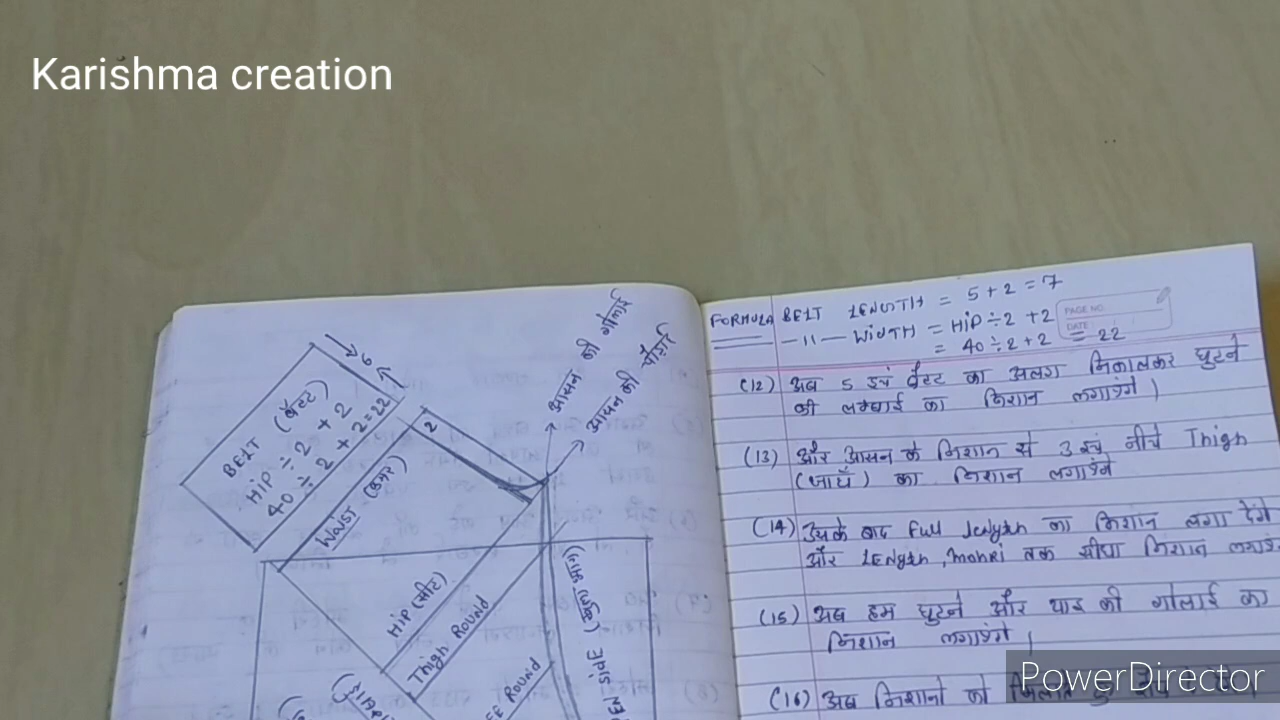 Karishma creation
6
BELT (बॅटट)
HiP ÷ 2 + 2
40 ÷ 2 + 2 = 22
2
WaIST (कमर)
आसन की गोलाई
आसन की चौड़ाई
HiP (सीट)
Thigh ROUND
ROUND
SIDE (खुला भाग)
FORMULA BELT LENGTH = 5 + 2 = 7
— 11 — WiDTH = HiP ÷ 2 + 2
= 40 ÷ 2 + 2 = 22
PAGE NO.
DATE
(12) अब 5 इंच बैटट का अलग निकालकर घुटने
की लम्बाई का निशान लगायेंगे ।
(13) और आसन के निशान से 3 इंच नीचे Thigh
(जाघँ) का निशान लगायेंगे
(14) उसके बाद Full Length का निशान लगा देंगे
और Length, mohri तक सीधा निशान
(15) अब हम घुटने और थाइ की गोलाई का
निशान लगायेंगे ।
(16) अब निशानो को
PowerDirector